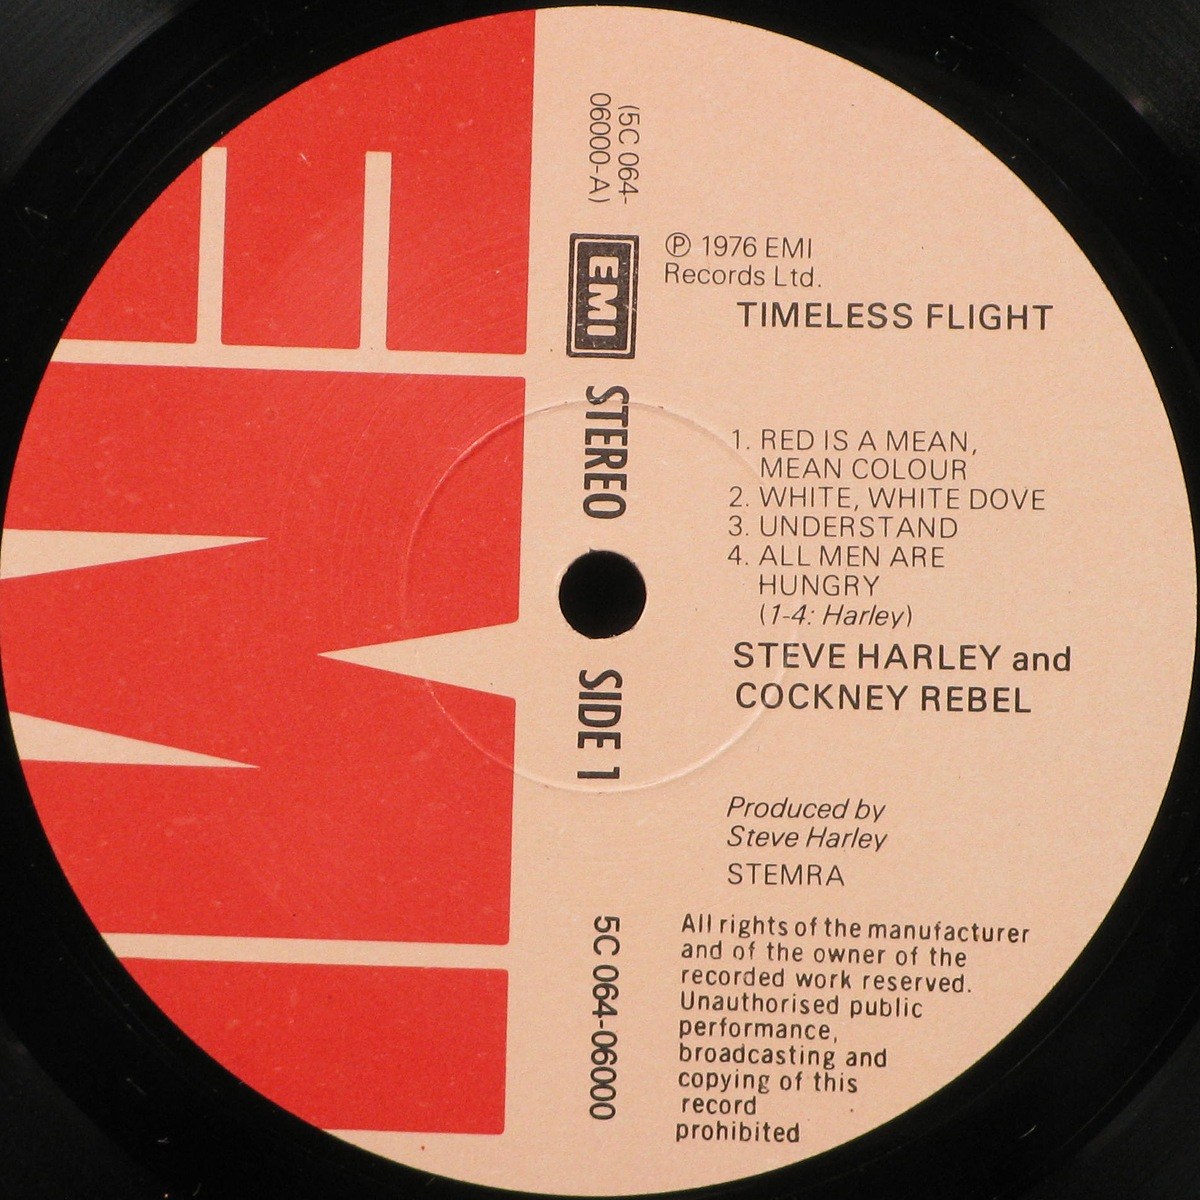 (5C 064-
06000-A)
EMI
STEREO
SIDE 1
5C 064-06000
EMI
℗ 1976 EMI
Records Ltd.
TIMELESS FLIGHT
1. RED IS A MEAN,
MEAN COLOUR
2. WHITE, WHITE DOVE
3. UNDERSTAND
4. ALL MEN ARE
HUNGRY
(1-4: Harley)
STEVE HARLEY and
COCKNEY REBEL
Produced by
Steve Harley
STEMRA
All rights of the manufacturer
and of the owner of the
recorded work reserved.
Unauthorised public
performance,
broadcasting and
copying of this
record
prohibited